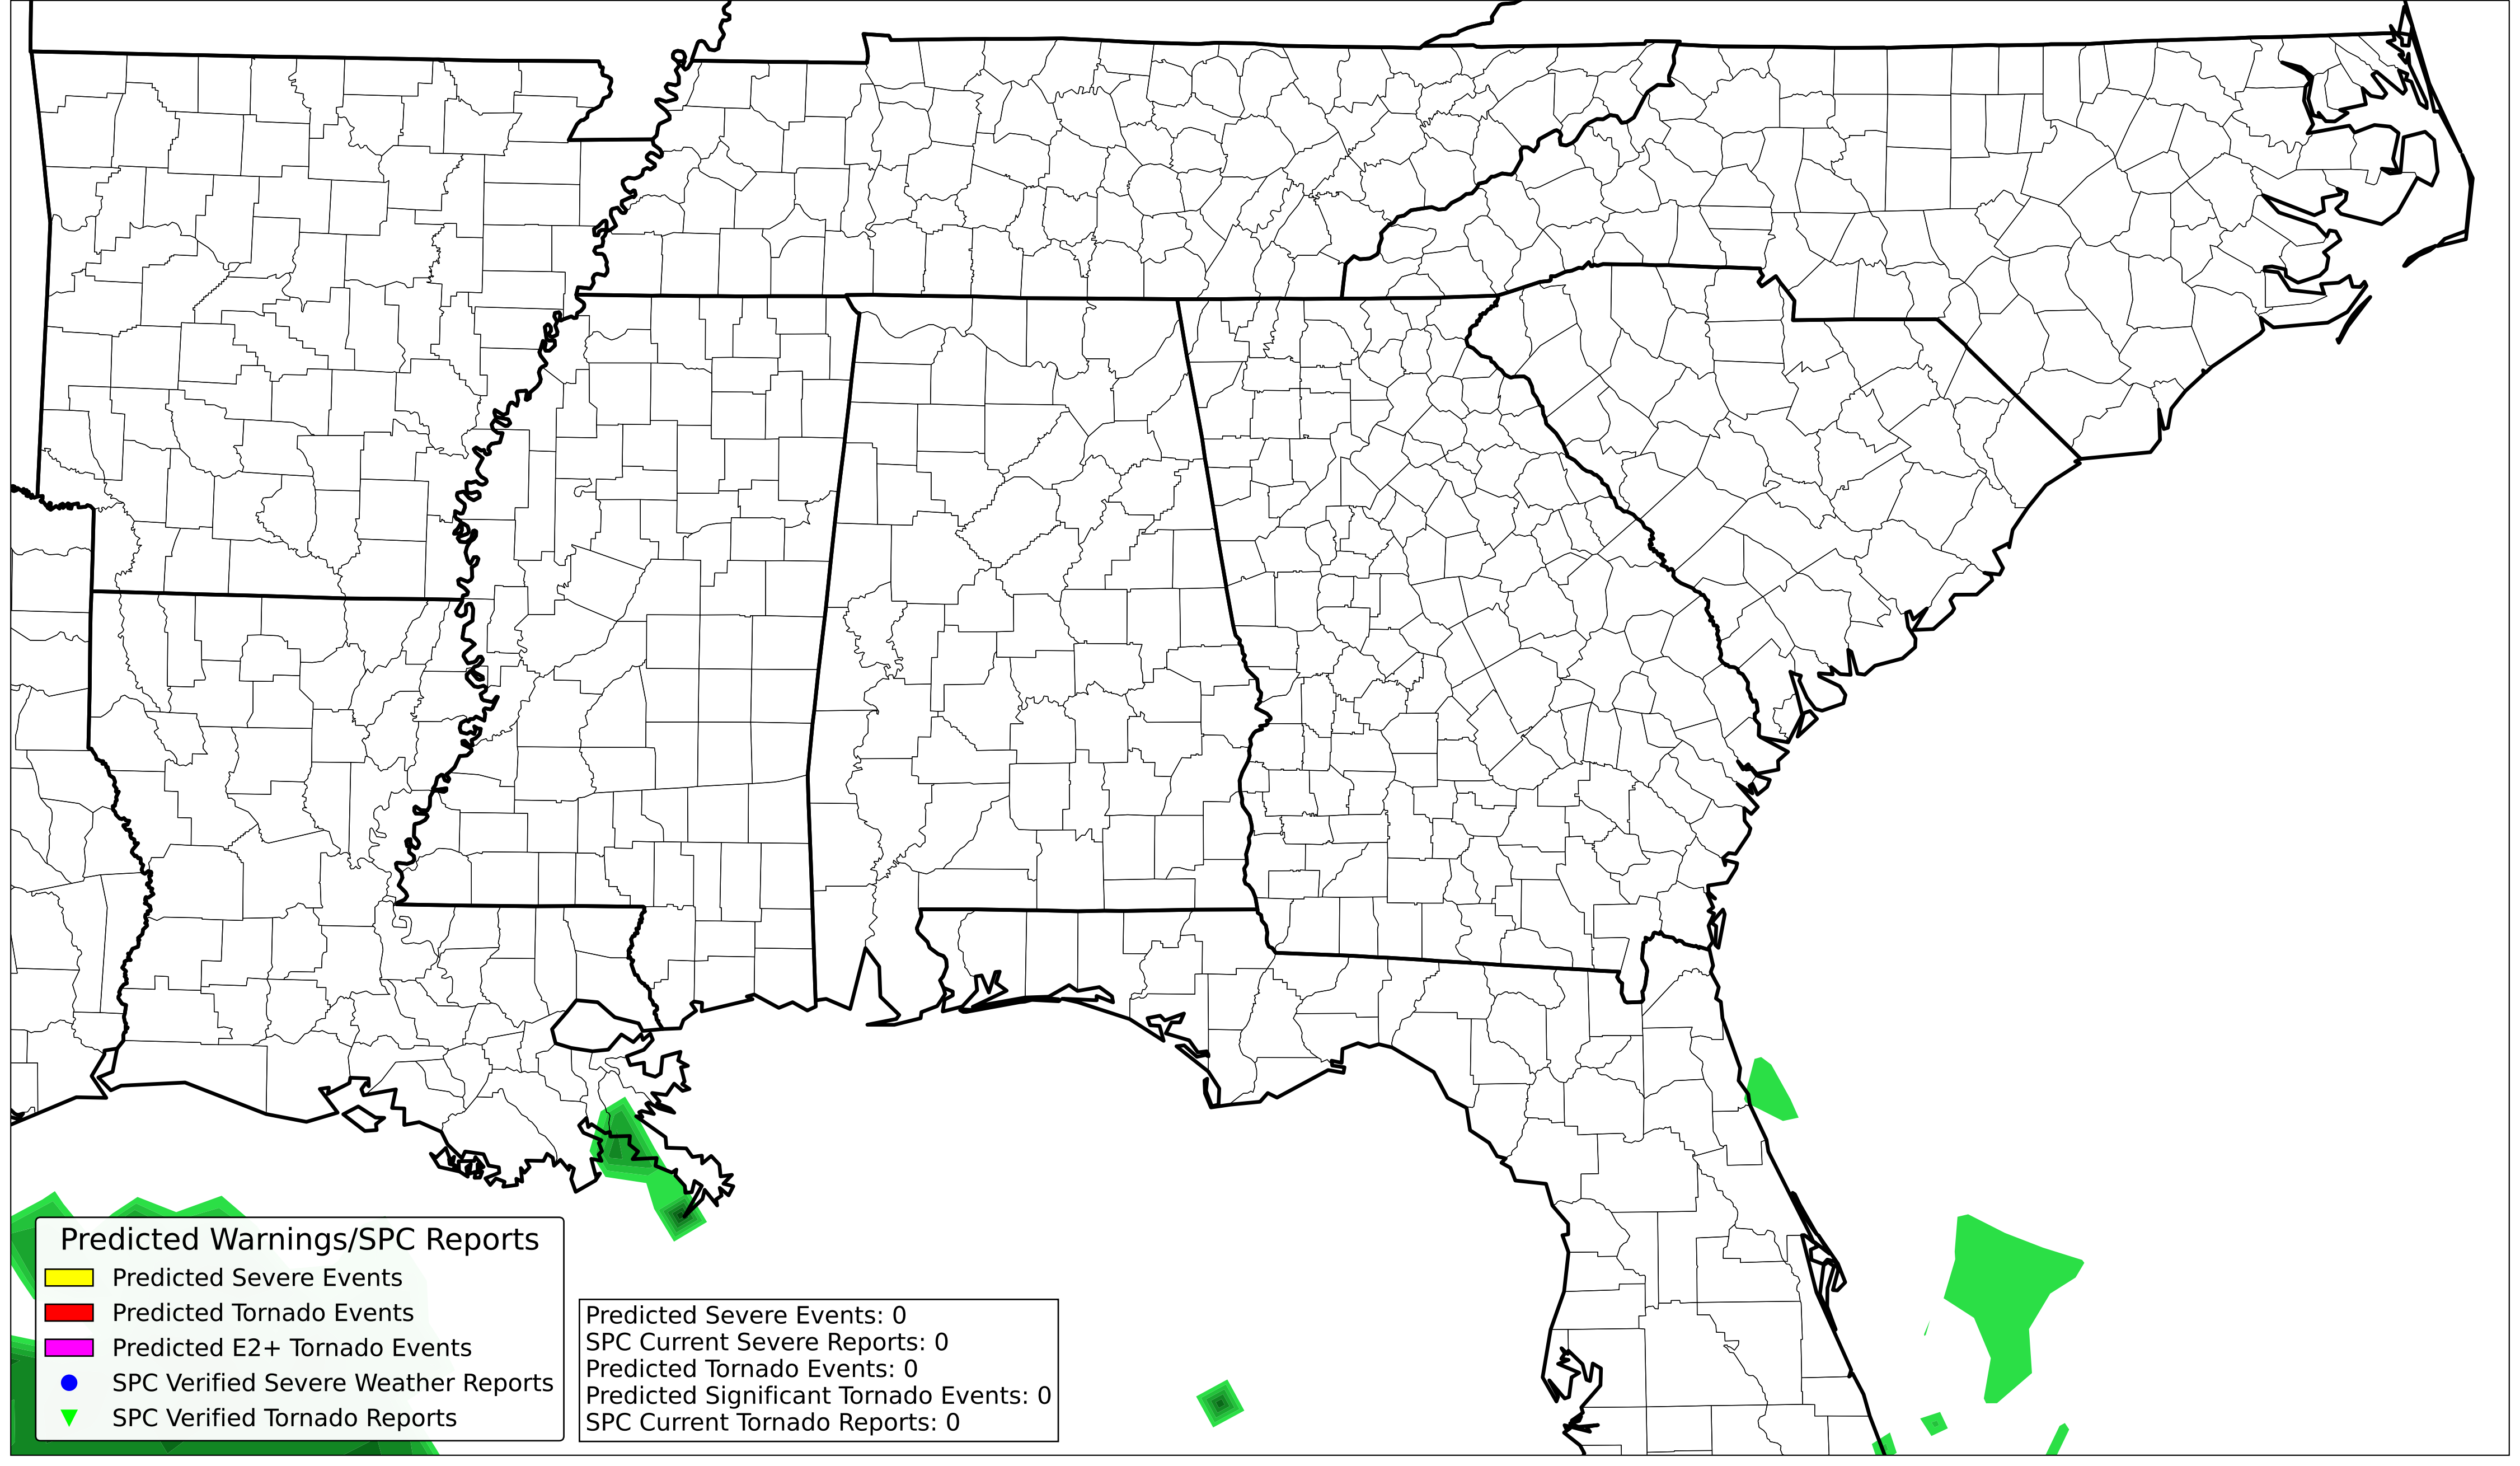 Predicted Warnings/SPC Reports
Predicted Severe Events
Predicted Tornado Events
Predicted E2+ Tornado Events
SPC Verified Severe Weather Reports
SPC Verified Tornado Reports
Predicted Severe Events: 0
SPC Current Severe Reports: 0
Predicted Tornado Events: 0
Predicted Significant Tornado Events: 0
SPC Current Tornado Reports: 0